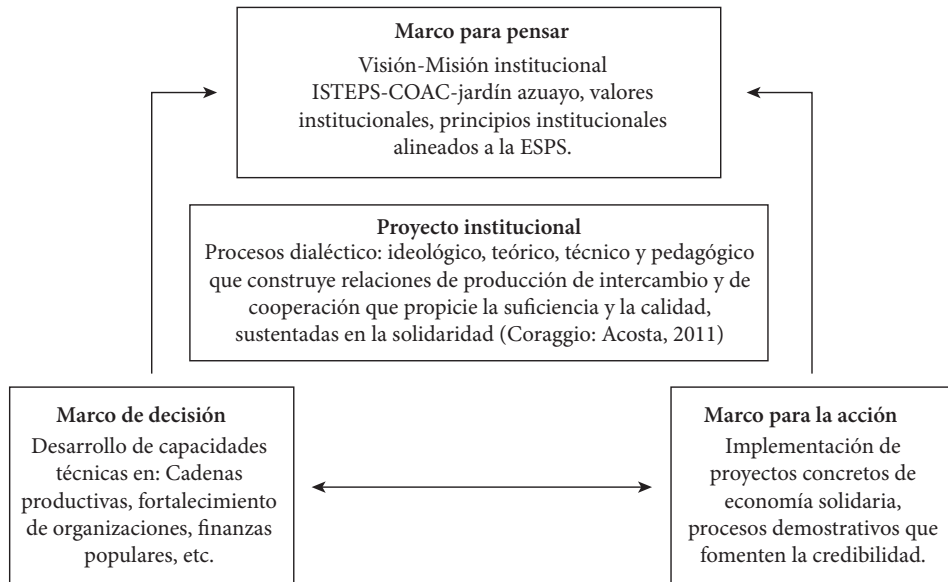 Marco para pensar
Visión-Misión institucional
ISTEPS-COAC-jardín azuayo, valores
institucionales, principios institucionales
alineados a la ESPS.
Proyecto institucional
Procesos dialéctico: ideológico, teórico, técnico y pedagógico
que construye relaciones de producción de intercambio y de
cooperación que propicie la suficiencia y la calidad,
sustentadas en la solidaridad (Coraggio: Acosta, 2011)
Marco de decisión
Desarrollo de capacidades
técnicas en: Cadenas
productivas, fortalecimiento
de organizaciones, finanzas
populares, etc.
Marco para la acción
Implementación de
proyectos concretos de
economía solidaria,
procesos demostrativos que
fomenten la credibilidad.